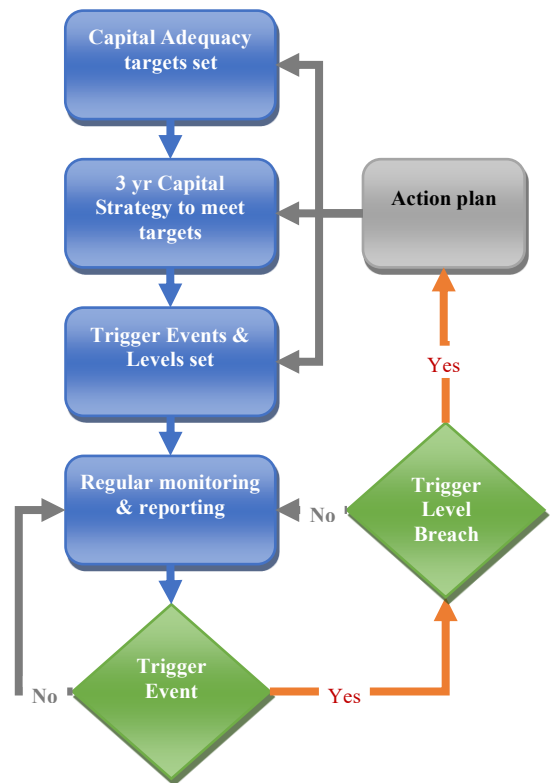 Capital Adequacy
targets set
3 yr Capital
Strategy to meet
targets
Action plan
Trigger Events &
Levels set
Yes
Regular monitoring
& reporting
No
Trigger
Level
Breach
Trigger
Event
No
Yes